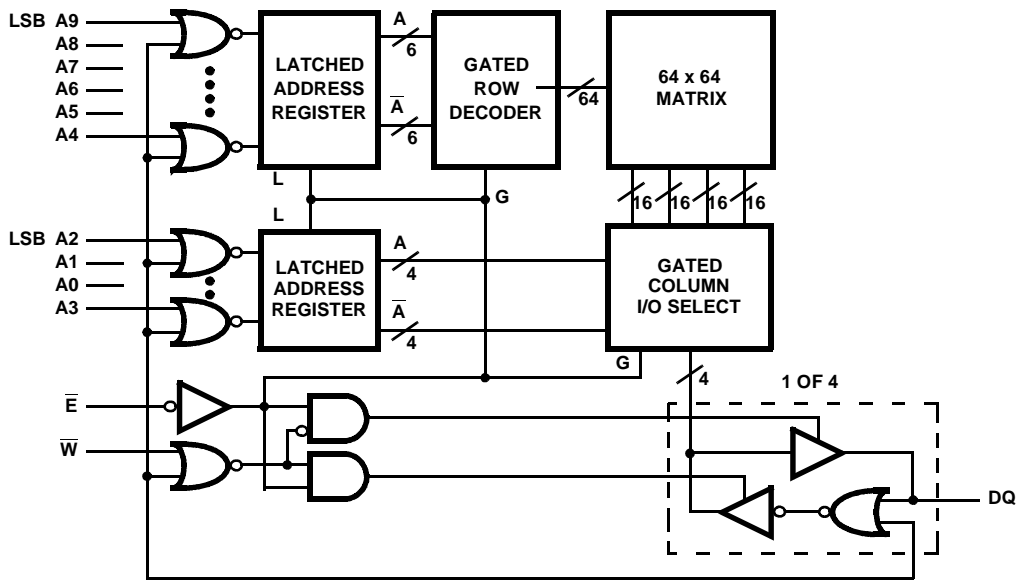 LSB A9
A8
A7
A6
A5
A4
LATCHED
ADDRESS
REGISTER
A
6
A̅
6
GATED
ROW
DECODER
64
64 x 64
MATRIX
L
G
16 16 16 16
L
LSB A2
A1
A0
A3
LATCHED
ADDRESS
REGISTER
A
4
A̅
4
GATED
COLUMN
I/O SELECT
G
4
1 OF 4
E̅
W̅
DQ